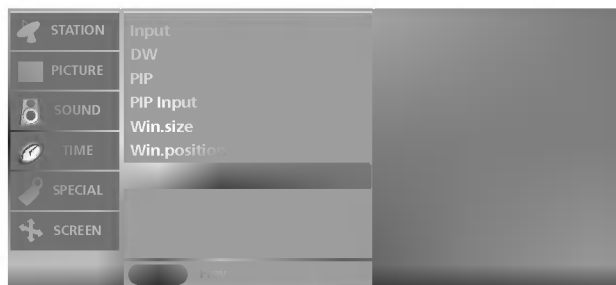 STATION
PICTURE
SOUND
TIME
SPECIAL
SCREEN
Input
DW
PIP
PIP Input
Win.size
Win.position